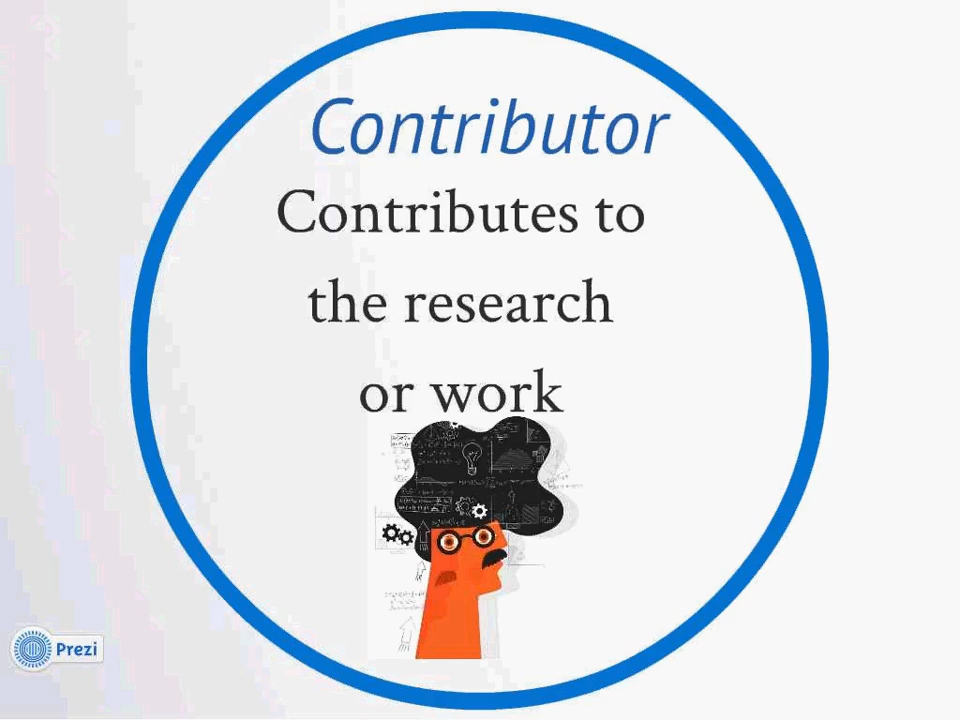 Contributor
Contributes to
the research
or work
Prezi